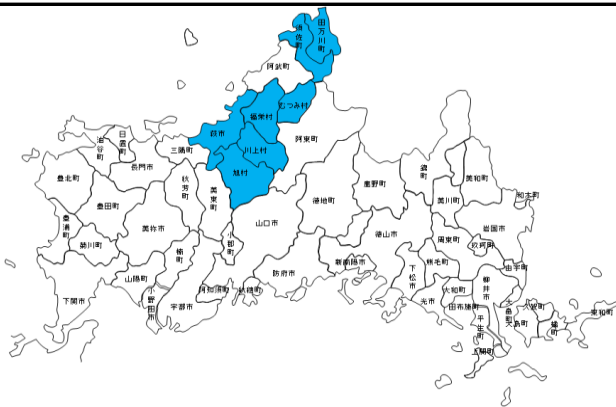 田万川町
須佐町
阿武町
むつみ村
福栄村
萩市
川上村
旭村
阿東町
三隅町
日置町
油谷町
長門市
豊北町
秋芳町
美東町
豊田町
豊浦町
美祢市
菊川町
楠町
小郡町
山口市
徳地町
鹿野町
錦町
美和町
和木町
美川町
岩国市
周東町
玖珂町
由宇町
徳山市
熊毛町
新南陽市
下松市
防府市
秋穂町
阿知須町
山陽町
小野田市
宇部市
下関市
光市
大和町
田布施町
柳井市
平生町
上関町
大畠町
大島町
久賀町
橘町
東和町